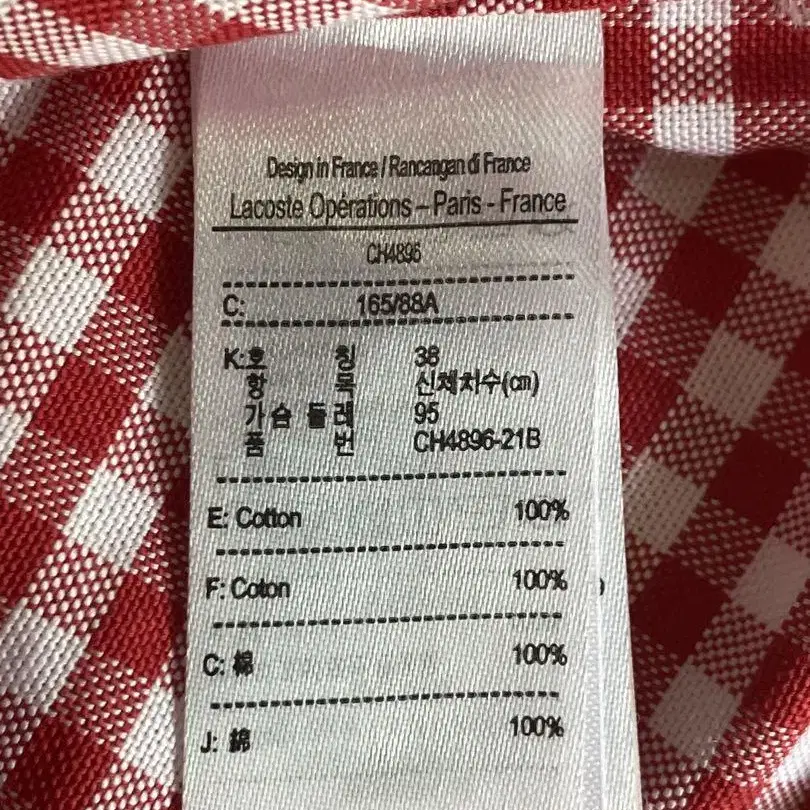 Design in France / Rancangan di France
Lacoste Opérations – Paris - France
CH4895
C: 165/88A
K: 호 칭 38
항 목 신체치수(㎝)
가 슴 둘 레 95
품 번 CH4896-21B
E: Cotton 100%
F: Coton 100%
C: 綿 100%
J: 綿 100%